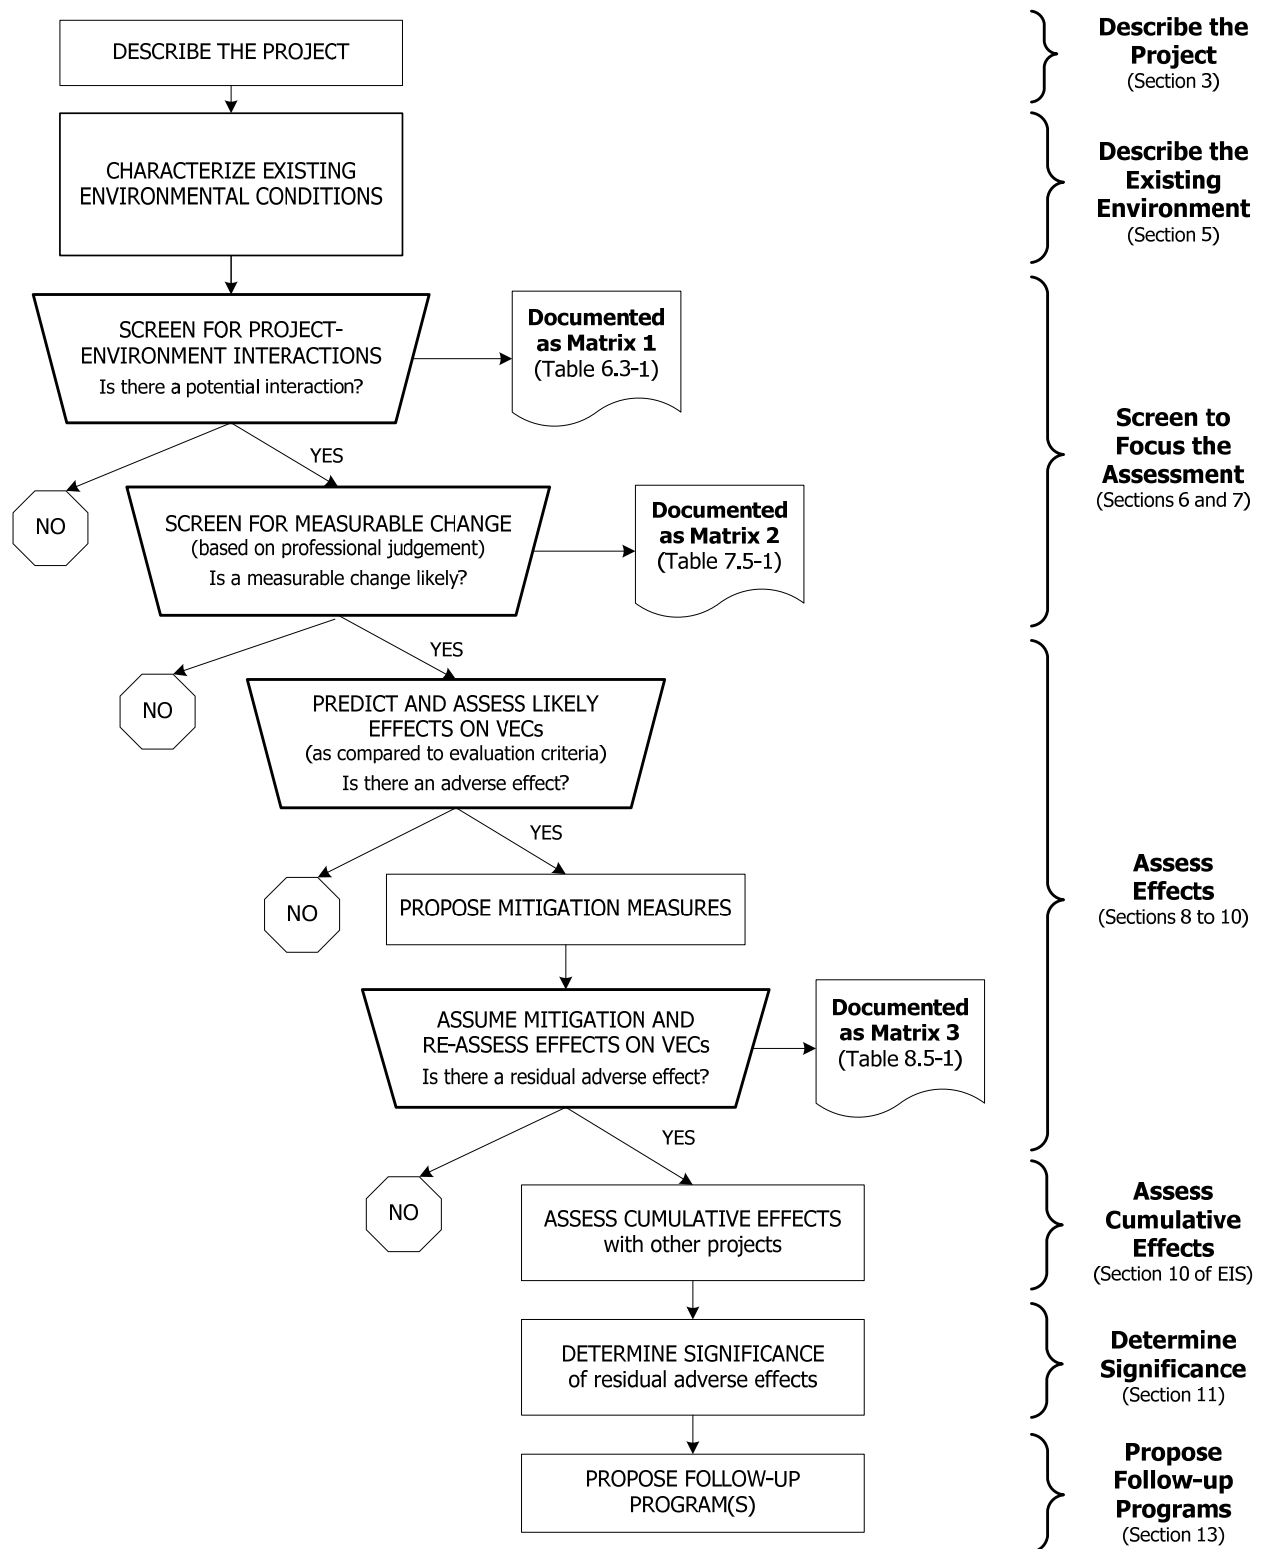 DESCRIBE THE PROJECT
Describe the
Project
(Section 3)
CHARACTERIZE EXISTING
ENVIRONMENTAL CONDITIONS
Describe the
Existing
Environment
(Section 5)
SCREEN FOR PROJECT-
ENVIRONMENT INTERACTIONS
Is there a potential interaction?
Documented
as Matrix 1
(Table 6.3-1)
YES
NO
SCREEN FOR MEASURABLE CHANGE
(based on professional judgement)
Is a measurable change likely?
Documented
as Matrix 2
(Table 7.5-1)
Screen to
Focus the
Assessment
(Sections 6 and 7)
YES
NO
PREDICT AND ASSESS LIKELY
EFFECTS ON VECs
(as compared to evaluation criteria)
Is there an adverse effect?
YES
NO
PROPOSE MITIGATION MEASURES
Assess
Effects
(Sections 8 to 10)
ASSUME MITIGATION AND
RE-ASSESS EFFECTS ON VECs
Is there a residual adverse effect?
Documented
as Matrix 3
(Table 8.5-1)
YES
NO
ASSESS CUMULATIVE EFFECTS
with other projects
Assess
Cumulative
Effects
(Section 10 of EIS)
DETERMINE SIGNIFICANCE
of residual adverse effects
Determine
Significance
(Section 11)
PROPOSE FOLLOW-UP
PROGRAM(S)
Propose
Follow-up
Programs
(Section 13)